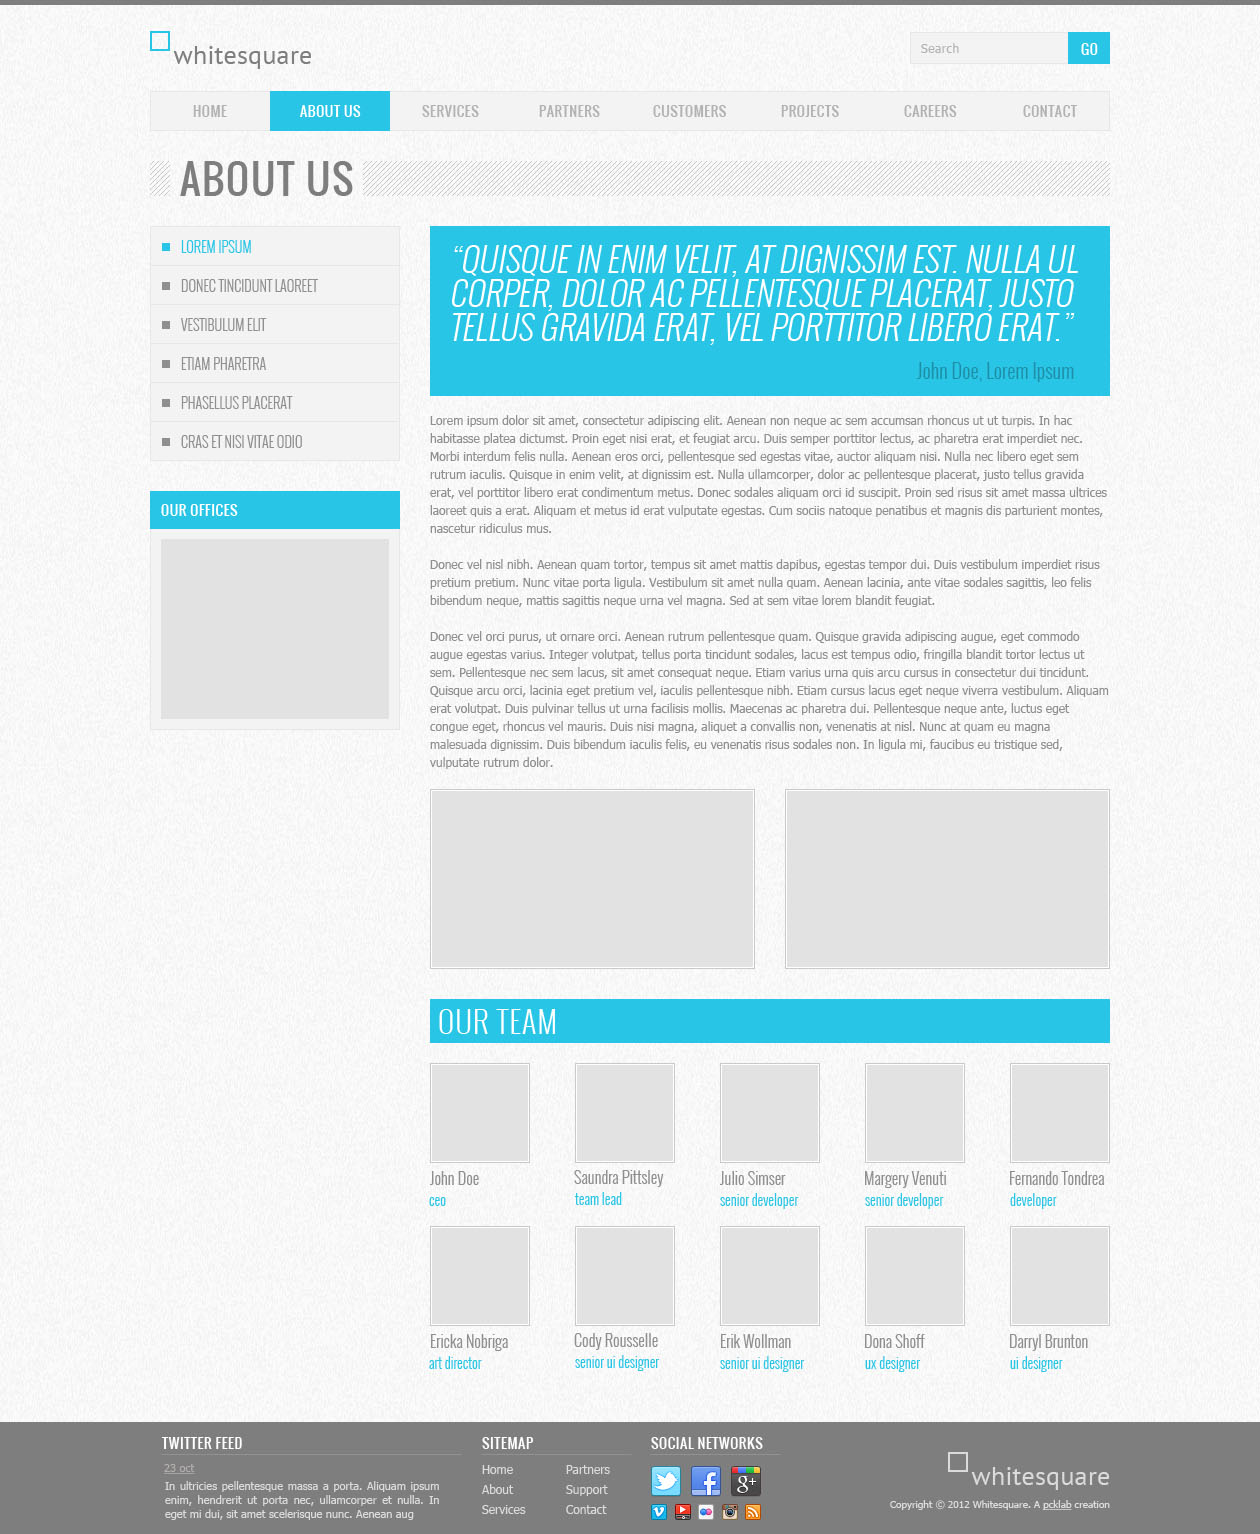 whitesquare
Search
GO
HOME
ABOUT US
SERVICES
PARTNERS
CUSTOMERS
PROJECTS
CAREERS
CONTACT
ABOUT US
LOREM IPSUM
DONEC TINCIDUNT LAOREET
VESTIBULUM ELIT
ETIAM PHARETRA
PHASELLUS PLACERAT
CRAS ET NISI VITAE ODIO
OUR OFFICES
“QUISQUE IN ENIM VELIT, AT DIGNISSIM EST. NULLA UL
CORPER, DOLOR AC PELLENTESQUE PLACERAT, JUSTO
TELLUS GRAVIDA ERAT, VEL PORTTITOR LIBERO ERAT.”
John Doe, Lorem Ipsum
Lorem ipsum dolor sit amet, consectetur adipiscing elit. Aenean non neque ac sem accumsan rhoncus ut ut turpis. In hac
habitasse platea dictumst. Proin eget nisi erat, et feugiat arcu. Duis semper porttitor lectus, ac pharetra erat imperdiet nec.
Morbi interdum felis nulla. Aenean eros orci, pellentesque sed egestas vitae, auctor aliquam nisi. Nulla nec libero eget sem
rutrum iaculis. Quisque in enim velit, at dignissim est. Nulla ullamcorper, dolor ac pellentesque placerat, justo tellus gravida
erat, vel porttitor libero erat condimentum metus. Donec sodales aliquam orci id suscipit. Proin sed risus sit amet massa ultrices
laoreet quis a erat. Aliquam et metus id erat vulputate egestas. Cum sociis natoque penatibus et magnis dis parturient montes,
nascetur ridiculus mus.
Donec vel nisl nibh. Aenean quam tortor, tempus sit amet mattis dapibus, egestas tempor dui. Duis vestibulum imperdiet risus
pretium pretium. Nunc vitae porta ligula. Vestibulum sit amet nulla quam. Aenean lacinia, ante vitae sodales sagittis, leo felis
bibendum neque, mattis sagittis neque urna vel magna. Sed at sem vitae lorem blandit feugiat.
Donec vel orci purus, ut ornare orci. Aenean rutrum pellentesque quam. Quisque gravida adipiscing augue, eget commodo
augue egestas varius. Integer volutpat, tellus porta tincidunt sodales, lacus est tempus odio, fringilla blandit tortor lectus ut
sem. Pellentesque nec sem lacus, sit amet consequat neque. Etiam varius urna quis arcu cursus in consectetur dui tincidunt.
Quisque arcu orci, lacinia eget pretium vel, iaculis pellentesque nibh. Etiam cursus lacus eget neque viverra vestibulum. Aliquam
erat volutpat. Duis pulvinar tellus ut urna facilisis mollis. Maecenas ac pharetra dui. Pellentesque neque ante, luctus eget
congue eget, rhoncus vel mauris. Duis nisi magna, aliquet a convallis non, venenatis at nisl. Nunc at quam eu magna
malesuada dignissim. Duis bibendum iaculis felis, eu venenatis risus sodales non. In ligula mi, faucibus eu tristique sed,
vulputate rutrum dolor.
OUR TEAM
John Doe
ceo
Saundra Pittsley
team lead
Julio Simser
senior developer
Margery Venuti
senior developer
Fernando Tondrea
developer
Ericka Nobriga
art director
Cody Rousselle
senior ui designer
Erik Wollman
senior ui designer
Dona Shoff
ux designer
Darryl Brunton
ui designer
TWITTER FEED
23 oct
In ultricies pellentesque massa a porta. Aliquam ipsum
enim, hendrerit ut porta nec, ullamcorper et nulla. In
eget mi dui, sit amet scelerisque nunc. Aenean aug
SITEMAP
Home
Partners
About
Support
Services
Contact
SOCIAL NETWORKS
whitesquare
Copyright © 2012 Whitesquare. A pcklab creation